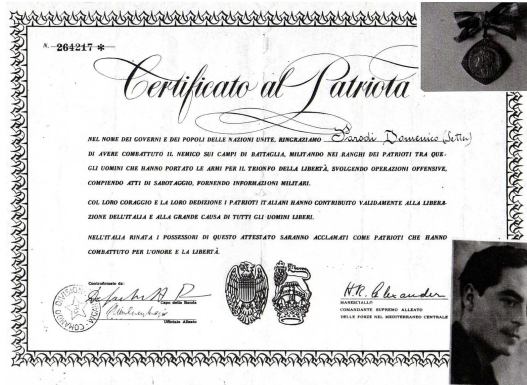 N. 264217 *
Certificato al Patriota
NEL NOME DEI GOVERNI E DEI POPOLI DELLE NAZIONI UNITE, RINGRAZIAMO Parodi Domenico (Setter)
DI AVERE COMBATTUTO IL NEMICO SUI CAMPI DI BATTAGLIA, MILITANDO NEI RANGHI DEI PATRIOTI TRA QUE-
GLI UOMINI CHE HANNO PORTATO LE ARMI PER IL TRIONFO DELLA LIBERTÀ, SVOLGENDO OPERAZIONI OFFENSIVE,
COMPIENDO ATTI DI SABOTAGGIO, FORNENDO INFORMAZIONI MILITARI.
COL LORO CORAGGIO E LA LORO DEDIZIONE I PATRIOTI ITALIANI HANNO CONTRIBUITO VALIDAMENTE ALLA LIBERA-
ZIONE DELL'ITALIA E ALLA GRANDE CAUSA DI TUTTI GLI UOMINI LIBERI.
NELL'ITALIA RINATA I POSSESSORI DI QUESTO ATTESTATO SARANNO ACCLAMATI COME PATRIOTI CHE HANNO
COMBATTUTO PER L'ONORE E LA LIBERTÀ.
Controfirmato da:
Capo della Banda
Ufficiale Alleato
COMANDO DIVISION
H.R. Alexander
MARESCIALLO
COMANDANTE SUPREMO ALLEATO
DELLE FORZE NEL MEDITERRANEO CENTRALE